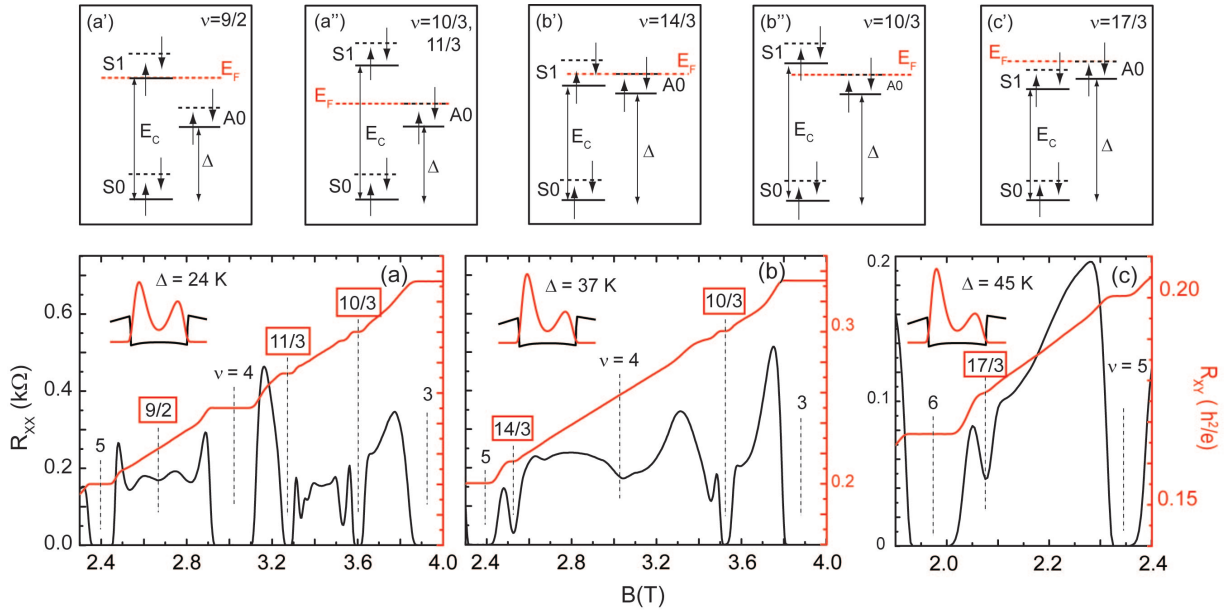 (a') ν=9/2
S1
E_F
A0
E_C
Δ
S0
(a'') ν=10/3,
11/3
S1
E_F
A0
E_C
Δ
S0
(b') ν=14/3
S1
E_F
A0
E_C
Δ
S0
(b'') ν=10/3
S1
E_F
A0
E_C
Δ
S0
(c') ν=17/3
E_F
S1
A0
E_C
Δ
S0
(a)
Δ = 24 K
10/3
11/3
ν = 4
9/2
5
3
0.6
0.4
0.2
0.0
R_XX (kΩ)
2.4 2.8 3.2 3.6 4.0
(b)
Δ = 37 K
10/3
ν = 4
14/3
5
3
0.3
0.2
2.4 2.8 3.2 3.6 4.0
B(T)
(c)
Δ = 45 K
17/3
6
ν = 5
0.2
0.1
0
0.20
0.15
R_XY ( h²/e)
2.0 2.2 2.4